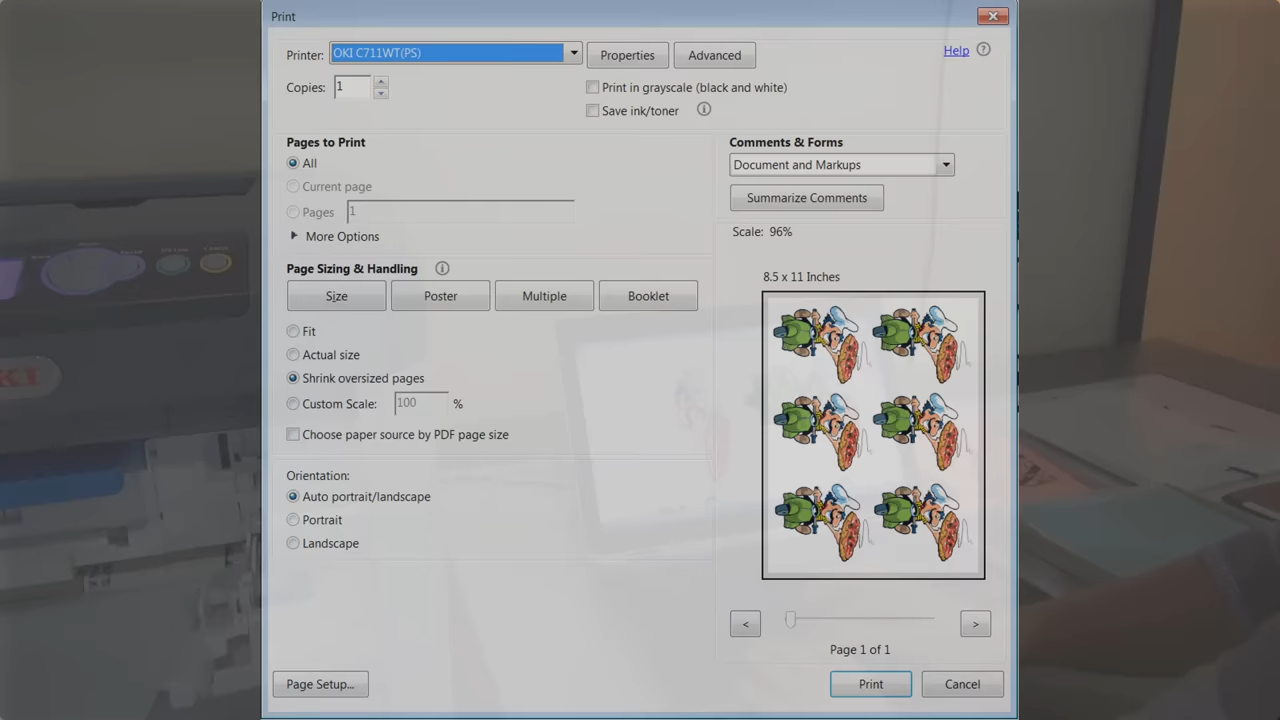 Print
Printer: OKI C711WT(PS) Properties Advanced Help ?
Copies: 1 Print in grayscale (black and white)
Save ink/toner
Pages to Print
All
Current page
Pages 1
More Options
Comments & Forms
Document and Markups
Summarize Comments
Page Sizing & Handling
Size Poster Multiple Booklet
Fit
Actual size
Shrink oversized pages
Custom Scale: 100 %
Choose paper source by PDF page size
Orientation:
Auto portrait/landscape
Portrait
Landscape
Scale: 96%
8.5 x 11 Inches
< >
Page 1 of 1
Page Setup... Print Cancel